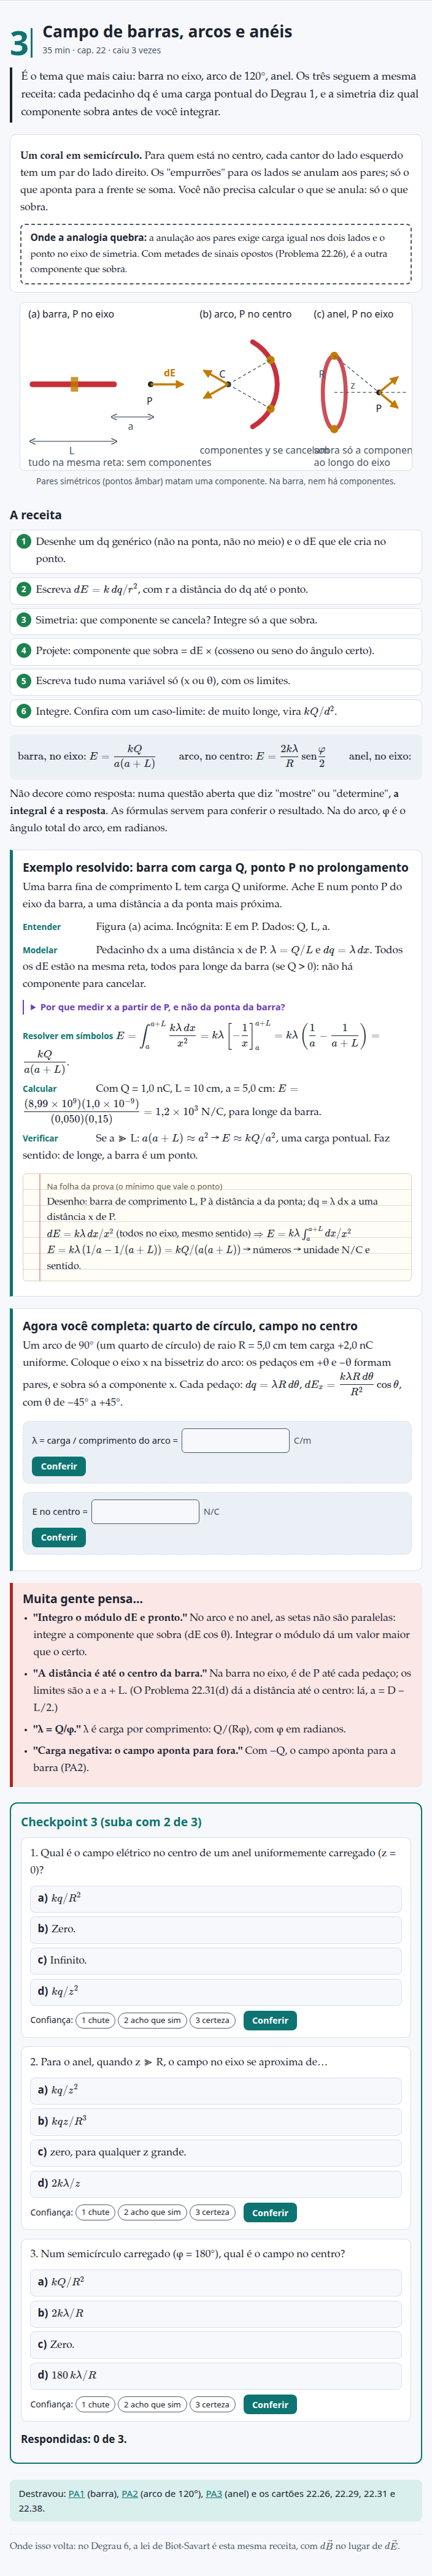 3
Campo de barras, arcos e anéis
35 min · cap. 22 · caiu 3 vezes
É o tema que mais caiu: barra no eixo, arco de 120°, anel. Os três seguem a mesma
receita: cada pedacinho dq é uma carga pontual do Degrau 1, e a simetria diz qual
componente sobra antes de você integrar.
Um coral em semicírculo. Para quem está no centro, cada cantor do lado esquerdo
tem um par do lado direito. Os "empurrões" para os lados se anulam aos pares; só o
que aponta para a frente se soma. Você não precisa calcular o que se anula: só o que
sobra.
Onde a analogia quebra: a anulação aos pares exige carga igual nos dois lados e o
ponto no eixo de simetria. Com metades de sinais opostos (Problema 22.26), é a outra
componente que sobra.
(a) barra, P no eixo
(b) arco, P no centro
(c) anel, P no eixo
dE
P
a
L
tudo na mesma reta: sem componentes
C
componentes y se cancelam
R
z
P
sobra só a componen
ao longo do eixo
Pares simétricos (pontos âmbar) matam uma componente. Na barra, nem há componentes.
A receita
1 Desenhe um dq genérico (não na ponta, não no meio) e o dE que ele cria no
ponto.
2 Escreva dE = k dq/r², com r a distância do dq até o ponto.
3 Simetria: que componente se cancela? Integre só a que sobra.
4 Projete: componente que sobra = dE × (cosseno ou seno do ângulo certo).
5 Escreva tudo numa variável só (x ou θ), com os limites.
6 Integre. Confira com um caso-limite: de muito longe, vira kQ/d².
barra, no eixo: E = kQ/(a(a + L)) arco, no centro: E = (2kλ/R) sen(φ/2) anel, no eixo:
Não decore como resposta: numa questão aberta que diz "mostre" ou "determine", a
integral é a resposta. As fórmulas servem para conferir o resultado. Na do arco, φ é o
ângulo total do arco, em radianos.
Exemplo resolvido: barra com carga Q, ponto P no prolongamento
Uma barra fina de comprimento L tem carga Q uniforme. Ache E num ponto P do
eixo da barra, a uma distância a da ponta mais próxima.
Entender Figura (a) acima. Incógnita: E em P. Dados: Q, L, a.
Modelar Pedacinho dx a uma distância x de P. λ = Q/L e dq = λ dx. Todos
os dE estão na mesma reta, todos para longe da barra (se Q > 0): não há
componente para cancelar.
▶ Por que medir x a partir de P, e não da ponta da barra?
Resolver em símbolos E = ∫ₐ^(a+L) kλ dx/x² = kλ [−1/x]ₐ^(a+L) = kλ (1/a − 1/(a + L)) =
kQ/(a(a + L)).
Calcular Com Q = 1,0 nC, L = 10 cm, a = 5,0 cm: E =
(8,99 × 10⁹)(1,0 × 10⁻⁹)/((0,050)(0,15)) = 1,2 × 10³ N/C, para longe da barra.
Verificar Se a ≫ L: a(a + L) ≈ a² → E ≈ kQ/a², uma carga pontual. Faz
sentido: de longe, a barra é um ponto.
Na folha da prova (o mínimo que vale o ponto)
Desenho: barra de comprimento L, P à distância a da ponta; dq = λ dx a uma
distância x de P.
dE = kλ dx/x² (todos no eixo, mesmo sentido) ⇒ E = kλ ∫ₐ^(a+L) dx/x²
E = kλ (1/a − 1/(a + L)) = kQ/(a(a + L)) → números → unidade N/C e
sentido.
Agora você completa: quarto de círculo, campo no centro
Um arco de 90° (um quarto de círculo) de raio R = 5,0 cm tem carga +2,0 nC
uniforme. Coloque o eixo x na bissetriz do arco: os pedaços em +θ e −θ formam
pares, e sobra só a componente x. Cada pedaço: dq = λR dθ, dEₓ = (kλR dθ/R²) cos θ,
com θ de −45° a +45°.
λ = carga / comprimento do arco = C/m
Conferir
E no centro = N/C
Conferir
Muita gente pensa...
• "Integro o módulo dE e pronto." No arco e no anel, as setas não são paralelas:
integre a componente que sobra (dE cos θ). Integrar o módulo dá um valor maior
que o certo.
• "A distância é até o centro da barra." Na barra no eixo, é de P até cada pedaço; os
limites são a e a + L. (O Problema 22.31(d) dá a distância até o centro: lá, a = D −
L/2.)
• "λ = Q/φ." λ é carga por comprimento: Q/(Rφ), com φ em radianos.
• "Carga negativa: o campo aponta para fora." Com −Q, o campo aponta para a
barra (PA2).
Checkpoint 3 (suba com 2 de 3)
1. Qual é o campo elétrico no centro de um anel uniformemente carregado (z =
0)?
a) kq/R²
b) Zero.
c) Infinito.
d) kq/z²
Confiança: 1 chute 2 acho que sim 3 certeza Conferir
2. Para o anel, quando z ≫ R, o campo no eixo se aproxima de…
a) kq/z²
b) kqz/R³
c) zero, para qualquer z grande.
d) 2kλ/z
Confiança: 1 chute 2 acho que sim 3 certeza Conferir
3. Num semicírculo carregado (φ = 180°), qual é o campo no centro?
a) kQ/R²
b) 2kλ/R
c) Zero.
d) 180 kλ/R
Confiança: 1 chute 2 acho que sim 3 certeza Conferir
Respondidas: 0 de 3.
Destravou: PA1 (barra), PA2 (arco de 120°), PA3 (anel) e os cartões 22.26, 22.29, 22.31 e
22.38.
Onde isso volta: no Degrau 6, a lei de Biot-Savart é esta mesma receita, com dB⃗ no lugar de dE⃗.